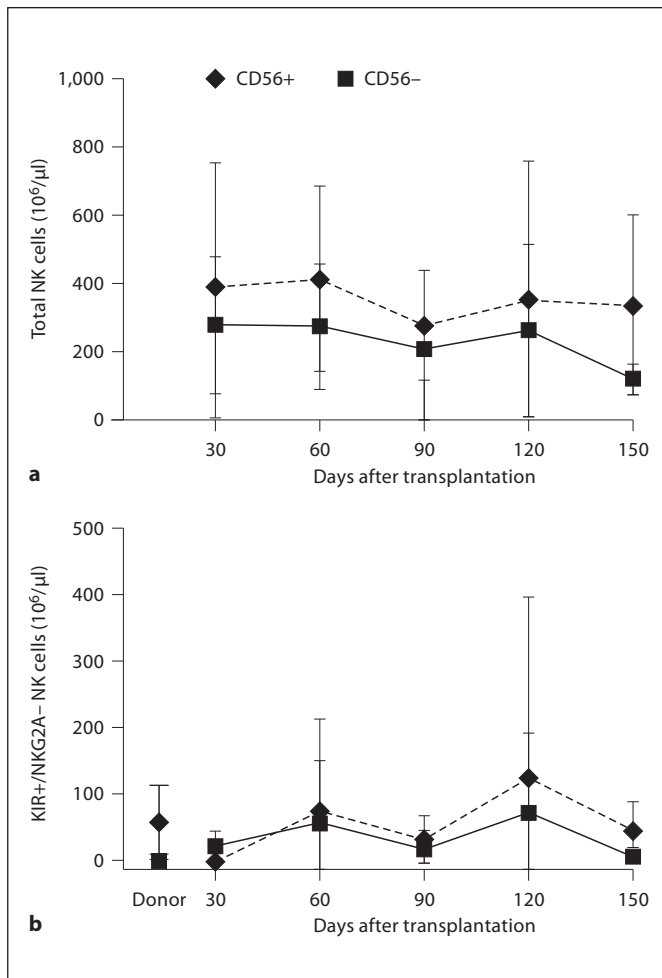 CD56+ CD56–
1,000
800
600
400
200
0
Total NK cells (10⁶/µl)
30 60 90 120 150
Days after transplantation
a
500
400
300
200
100
0
KIR+/NKG2A– NK cells (10⁶/µl)
Donor 30 60 90 120 150
Days after transplantation
b